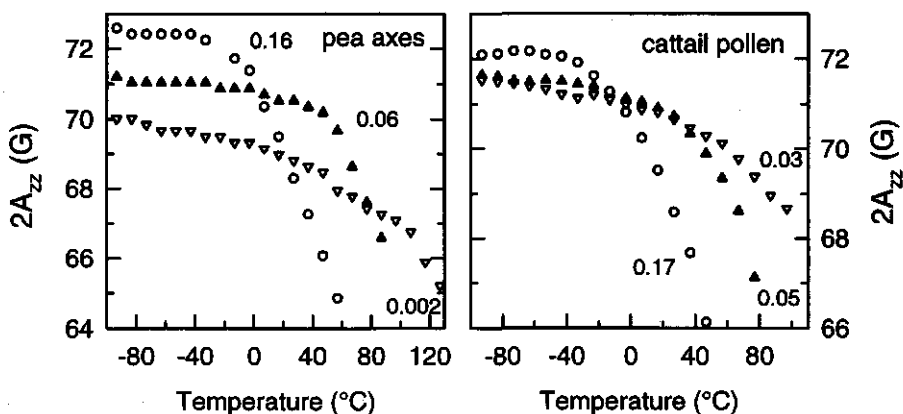 pea axes
0.16
0.06
0.002
72
70
68
66
64
2A_zz (G)
-80 -40 0 40 80 120
Temperature (°C)
cattail pollen
0.03
0.17
0.05
72
70
68
66
2A_zz (G)
-80 -40 0 40 80
Temperature (°C)